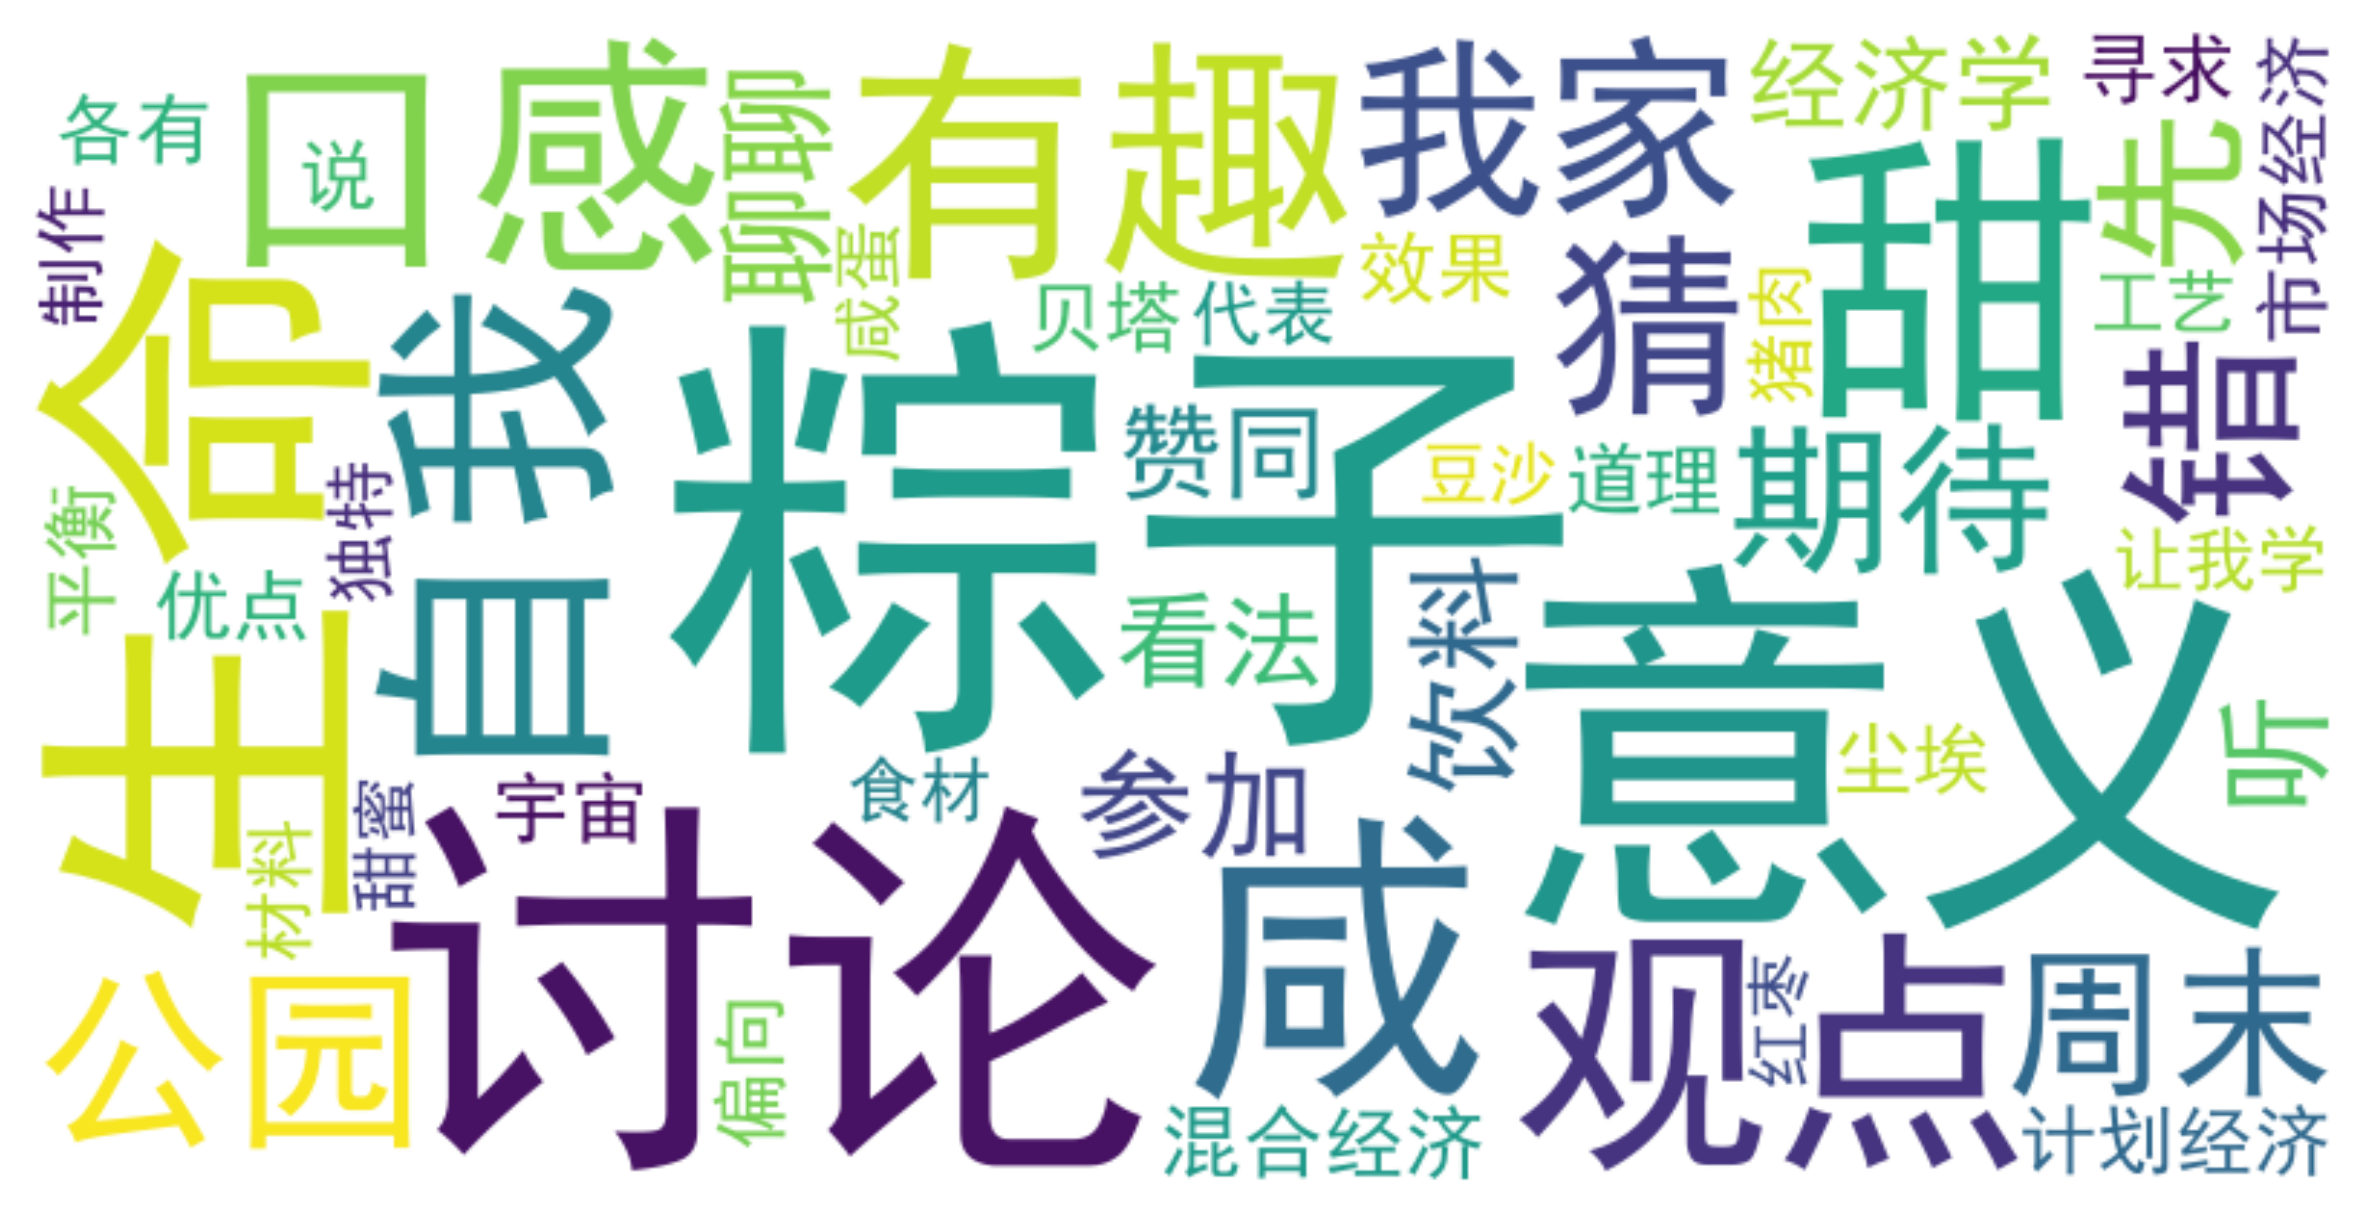 各有
口感
说
聊聊
有趣
我家
经济学
寻求
市场经济
制作
生命
自我
咸蛋
贝塔
代表
效果
猜
猪肉
甜
先
工艺
错
粽子
赞同
豆沙
道理
期待
让我学
平衡
独特
优点
看法
饮料
意义
尘埃
听
宇宙
食材
参加
甜蜜
材料
公园
讨论
偏向
咸
混合经济
观点
红枣
周末
计划经济